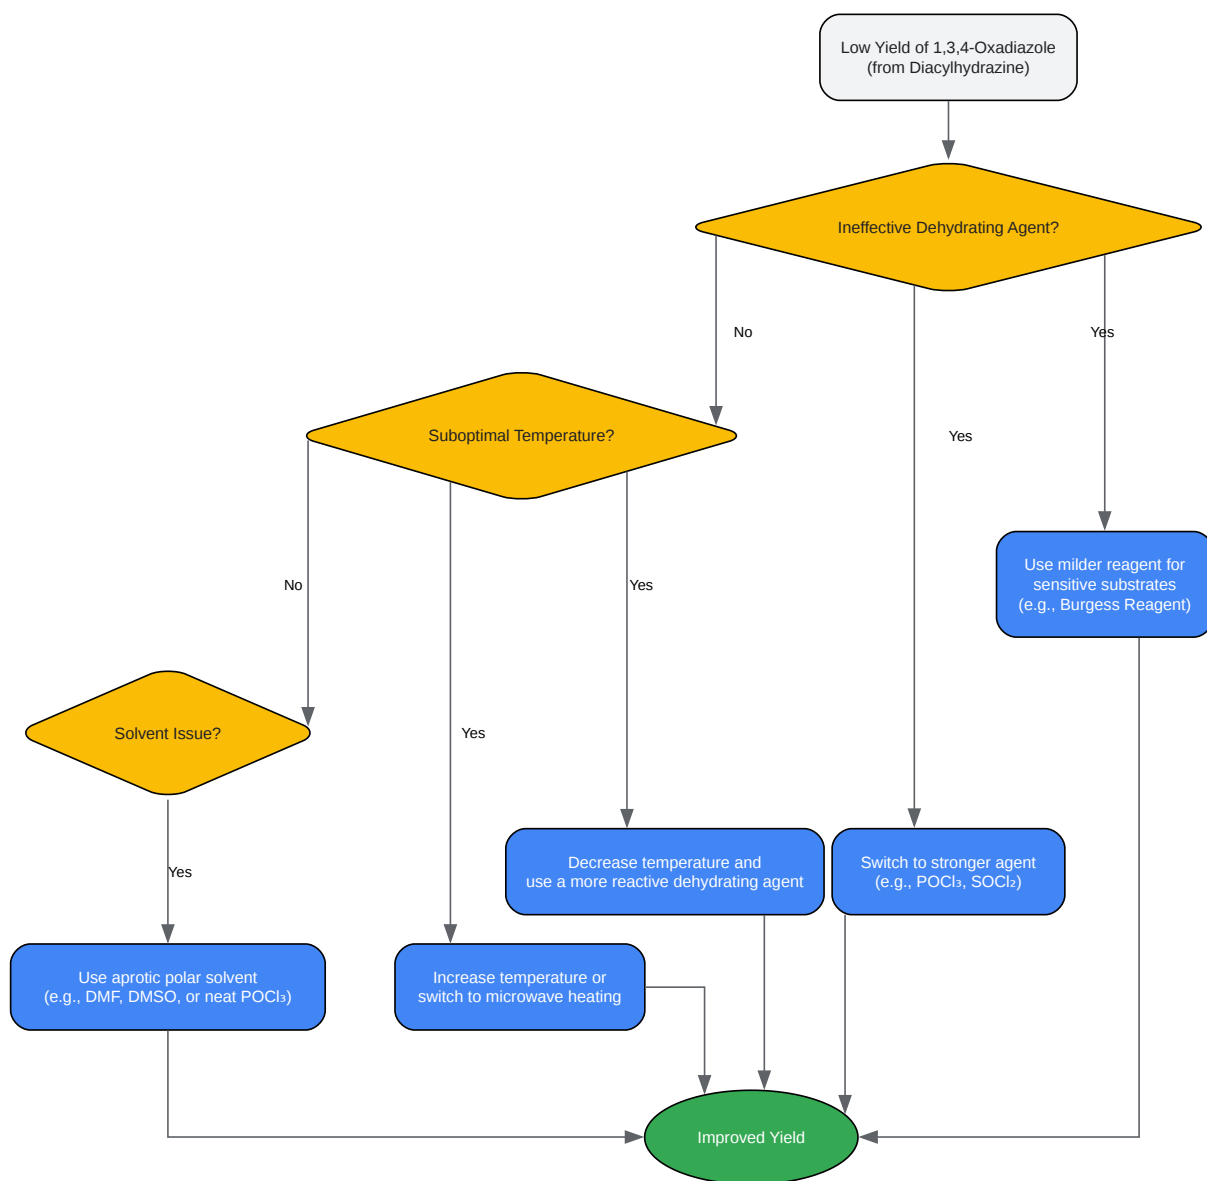 Low Yield of 1,3,4-Oxadiazole
(from Diacylhydrazine)
Ineffective Dehydrating Agent?
No
Yes
Suboptimal Temperature?
Yes
Use milder reagent for
sensitive substrates
(e.g., Burgess Reagent)
No
Yes
Solvent Issue?
Yes
Decrease temperature and
use a more reactive dehydrating agent
Switch to stronger agent
(e.g., POCl₃, SOCl₂)
Yes
Use aprotic polar solvent
(e.g., DMF, DMSO, or neat POCl₃)
Increase temperature or
switch to microwave heating
Improved Yield